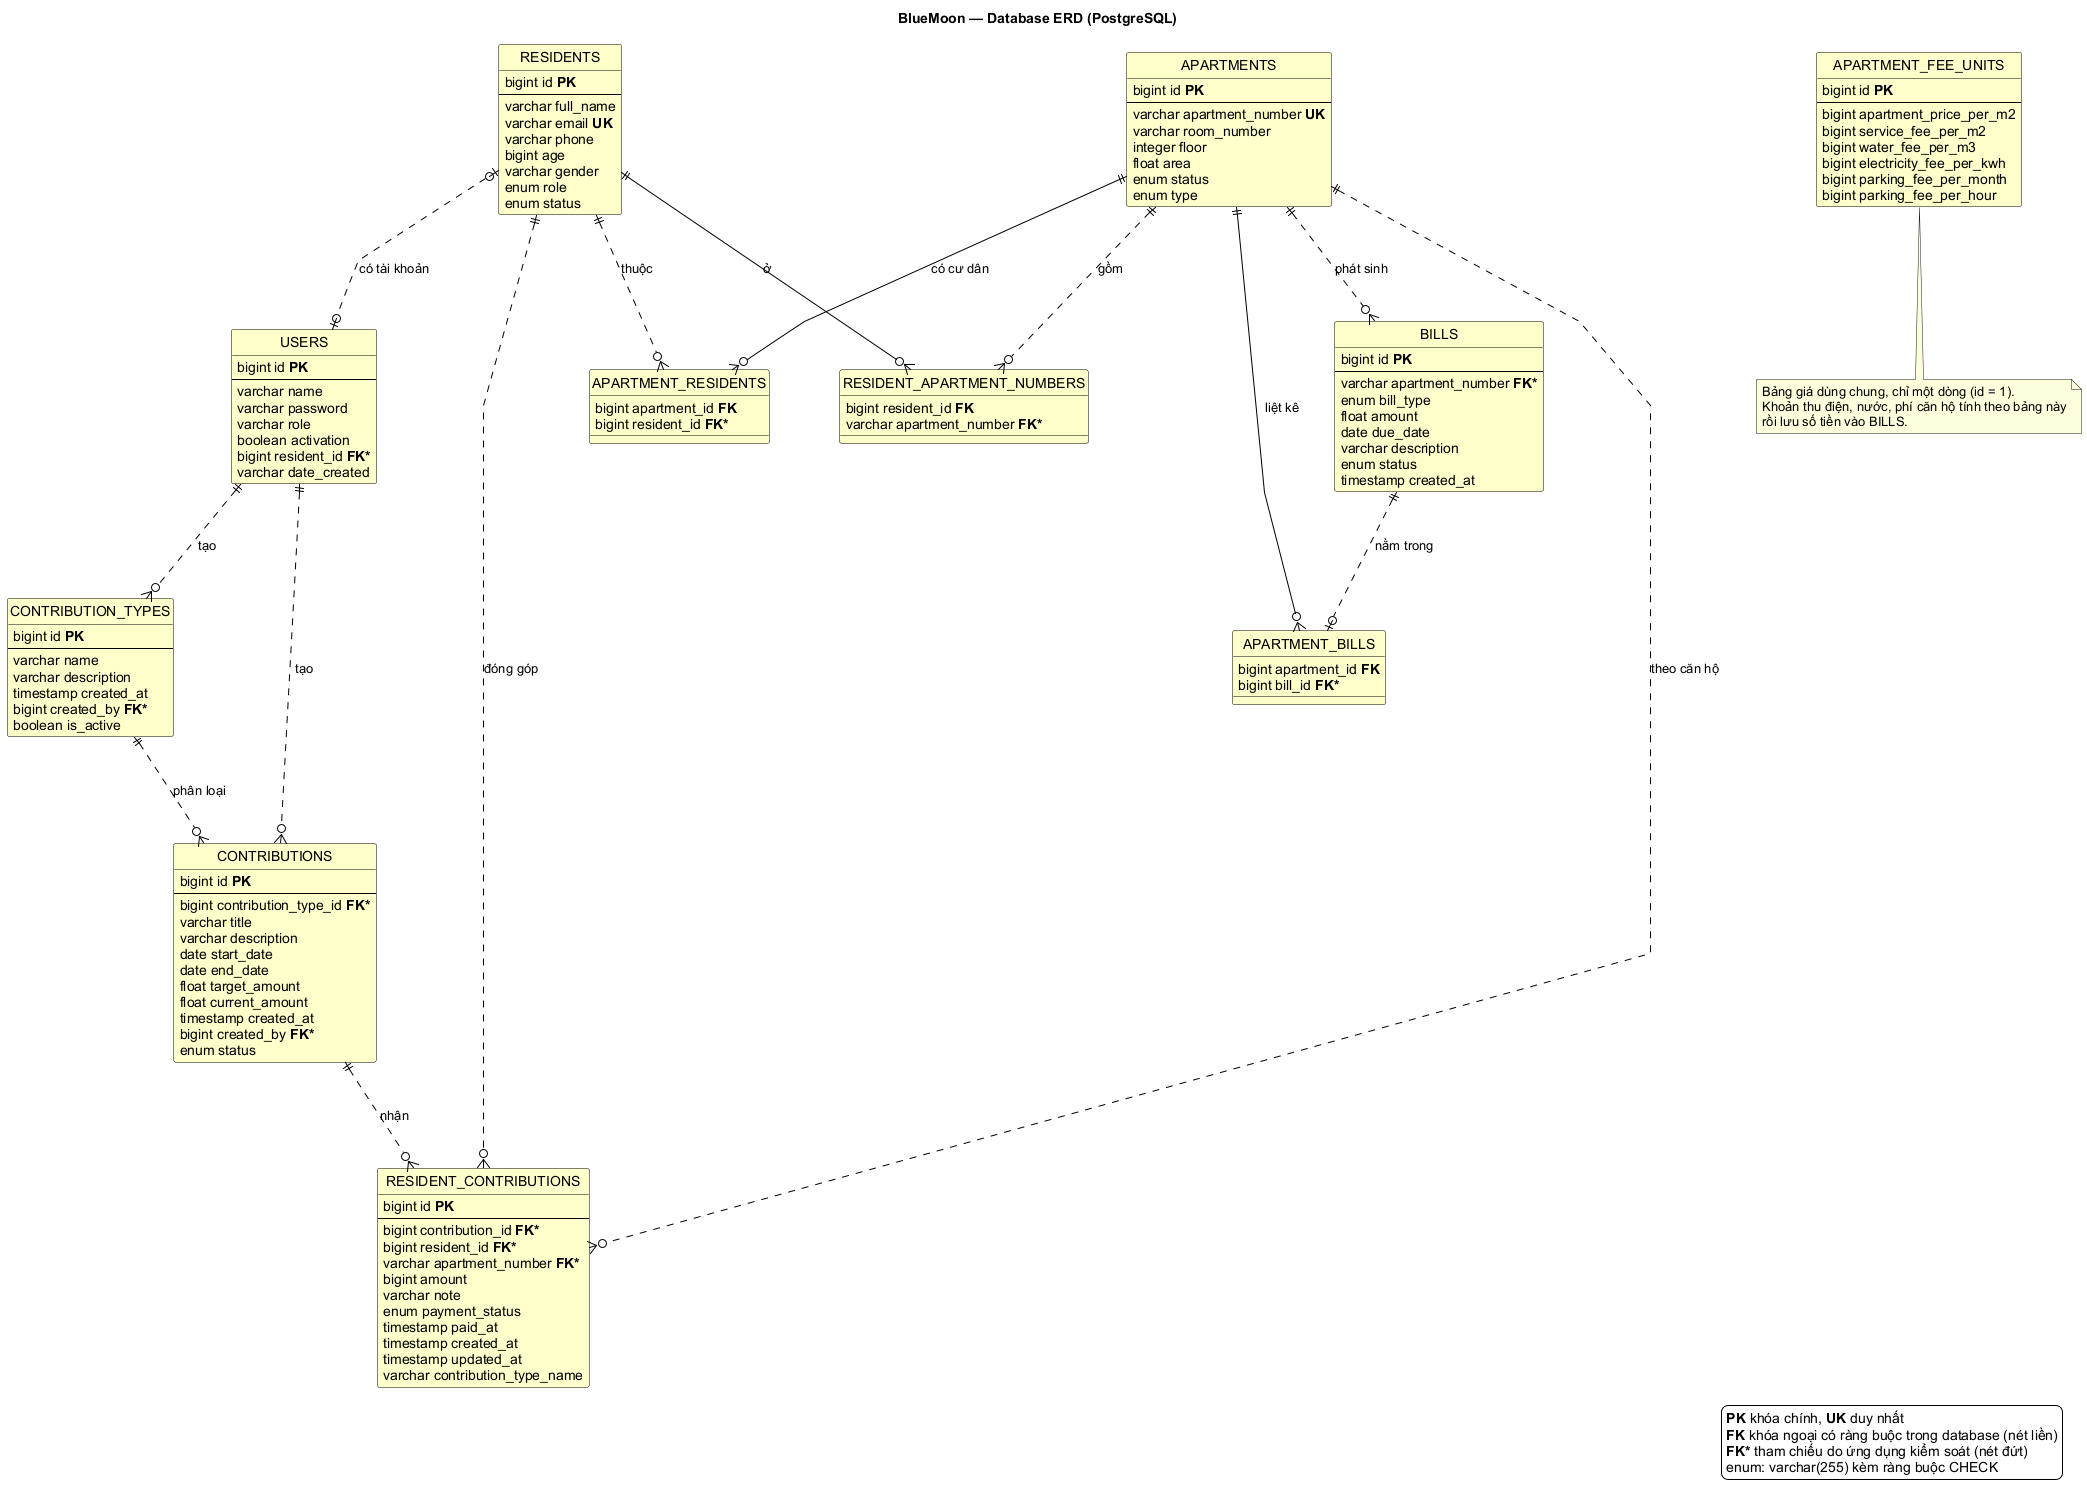 BlueMoon — Database ERD (PostgreSQL)
RESIDENTS
bigint id PK
varchar full_name
varchar email UK
varchar phone
bigint age
varchar gender
enum role
enum status
APARTMENTS
bigint id PK
varchar apartment_number UK
varchar room_number
integer floor
float area
enum status
enum type
APARTMENT_FEE_UNITS
bigint id PK
bigint apartment_price_per_m2
bigint service_fee_per_m2
bigint water_fee_per_m3
bigint electricity_fee_per_kwh
bigint parking_fee_per_month
bigint parking_fee_per_hour
có tài khoản
thuộc
ở
có cư dân
gồm
phát sinh
USERS
bigint id PK
varchar name
varchar password
varchar role
boolean activation
bigint resident_id FK*
varchar date_created
APARTMENT_RESIDENTS
bigint apartment_id FK
bigint resident_id FK*
RESIDENT_APARTMENT_NUMBERS
bigint resident_id FK
varchar apartment_number FK*
liệt kê
BILLS
bigint id PK
varchar apartment_number FK*
enum bill_type
float amount
date due_date
varchar description
enum status
timestamp created_at
Bảng giá dùng chung, chỉ một dòng (id = 1).
Khoản thu điện, nước, phí căn hộ tính theo bảng này
rồi lưu số tiền vào BILLS.
tạo
nằm trong
CONTRIBUTION_TYPES
bigint id PK
varchar name
varchar description
timestamp created_at
bigint created_by FK*
boolean is_active
tạo
đóng góp
APARTMENT_BILLS
bigint apartment_id FK
bigint bill_id FK*
theo căn hộ
phân loại
CONTRIBUTIONS
bigint id PK
bigint contribution_type_id FK*
varchar title
varchar description
date start_date
date end_date
float target_amount
float current_amount
timestamp created_at
bigint created_by FK*
enum status
nhận
RESIDENT_CONTRIBUTIONS
bigint id PK
bigint contribution_id FK*
bigint resident_id FK*
varchar apartment_number FK*
bigint amount
varchar note
enum payment_status
timestamp paid_at
timestamp created_at
timestamp updated_at
varchar contribution_type_name
PK khóa chính, UK duy nhất
FK khóa ngoại có ràng buộc trong database (nét liền)
FK* tham chiếu do ứng dụng kiểm soát (nét đứt)
enum: varchar(255) kèm ràng buộc CHECK